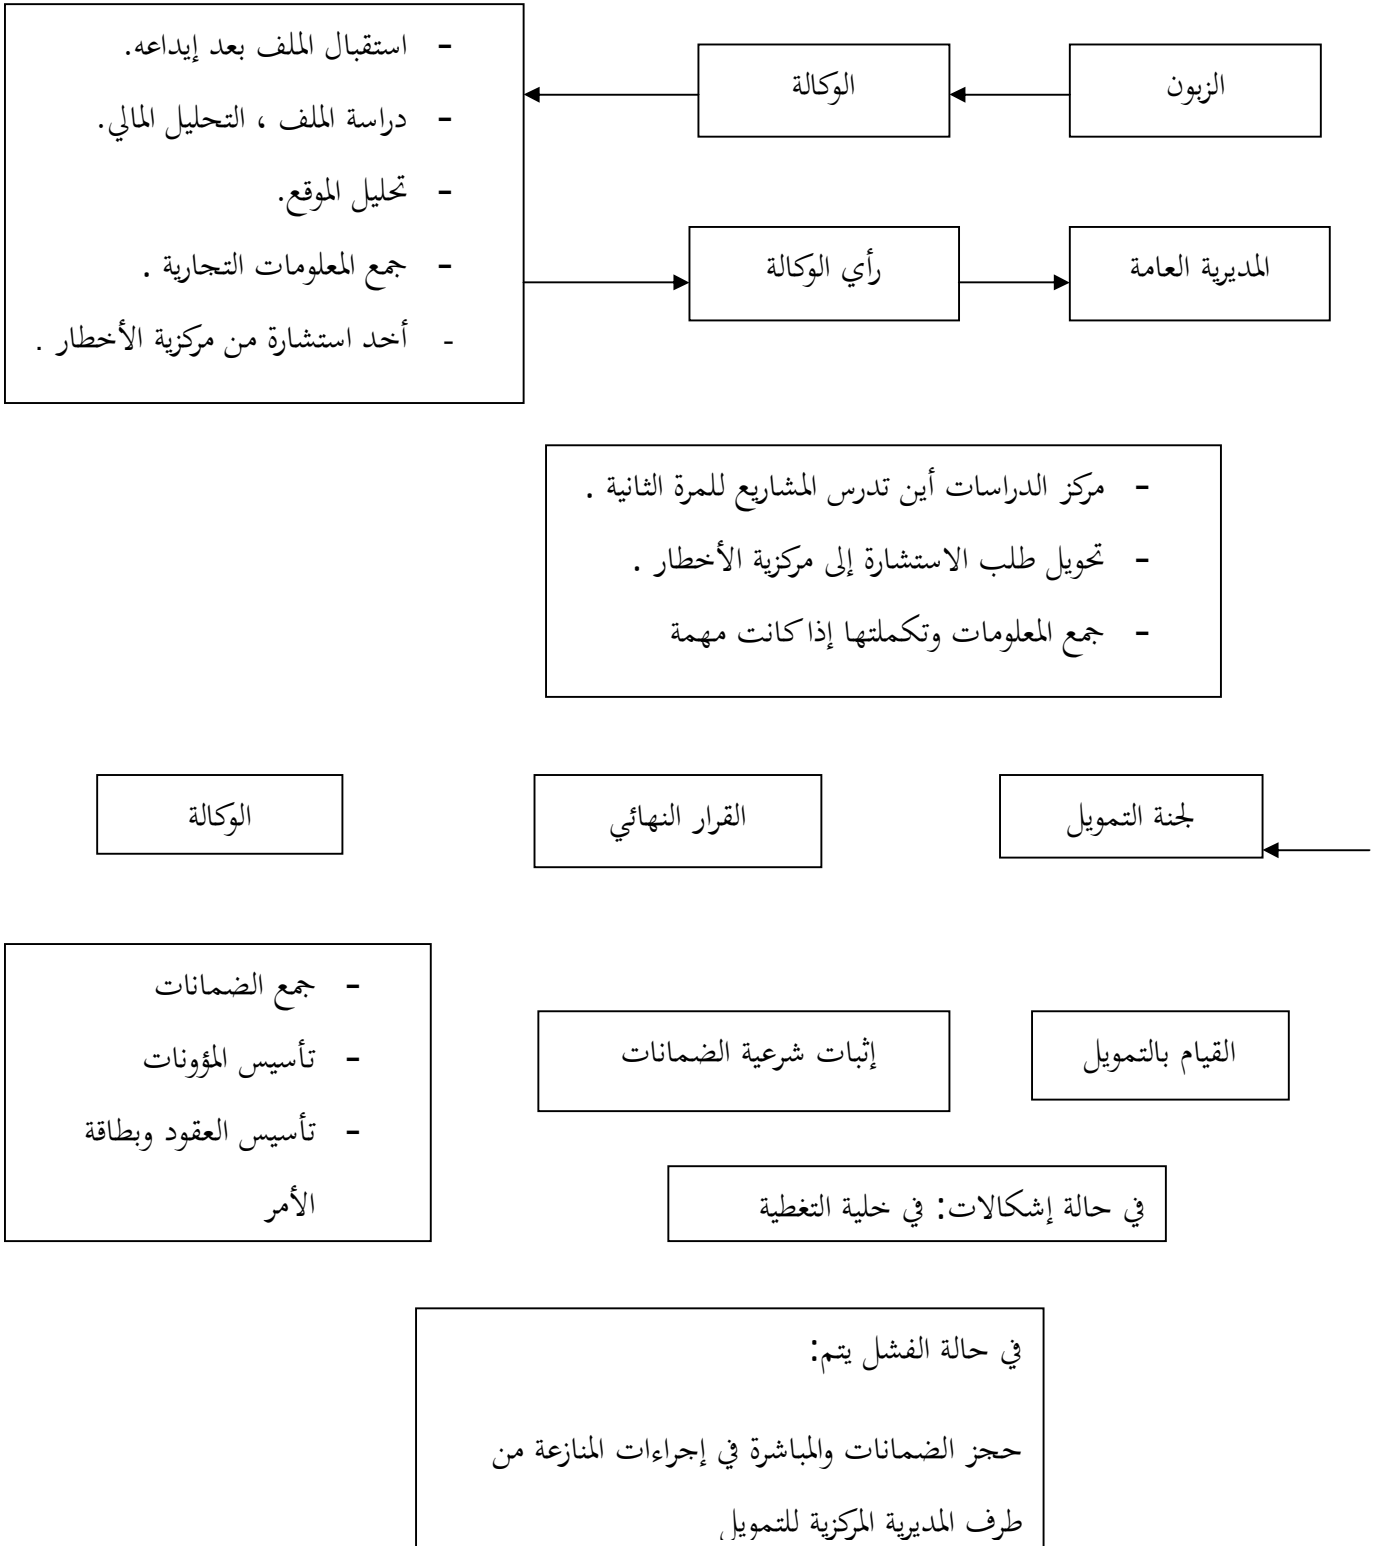 الزبون
الوكالة
- استقبال الملف بعد إيداعه.
- دراسة الملف ، التحليل المالي.
- تحليل الموقع.
- جمع المعلومات التجارية .
- أخد استشارة من مركزية الأخطار .
رأي الوكالة
المديرية العامة
- مركز الدراسات أين تدرس المشاريع للمرة الثانية .
- تحويل طلب الاستشارة إلى مركزية الأخطار .
- جمع المعلومات وتكملتها إذا كانت مهمة
لجنة التمويل
القرار النهائي
الوكالة
- جمع الضمانات
- تأسيس المؤونات
- تأسيس العقود وبطاقة
الأمر
إثبات شرعية الضمانات
القيام بالتمويل
في حالة إشكالات: في خلية التغطية
في حالة الفشل يتم:
حجز الضمانات والمباشرة في إجراءات المنازعة من
طرف المديرية المركزية للتمويل